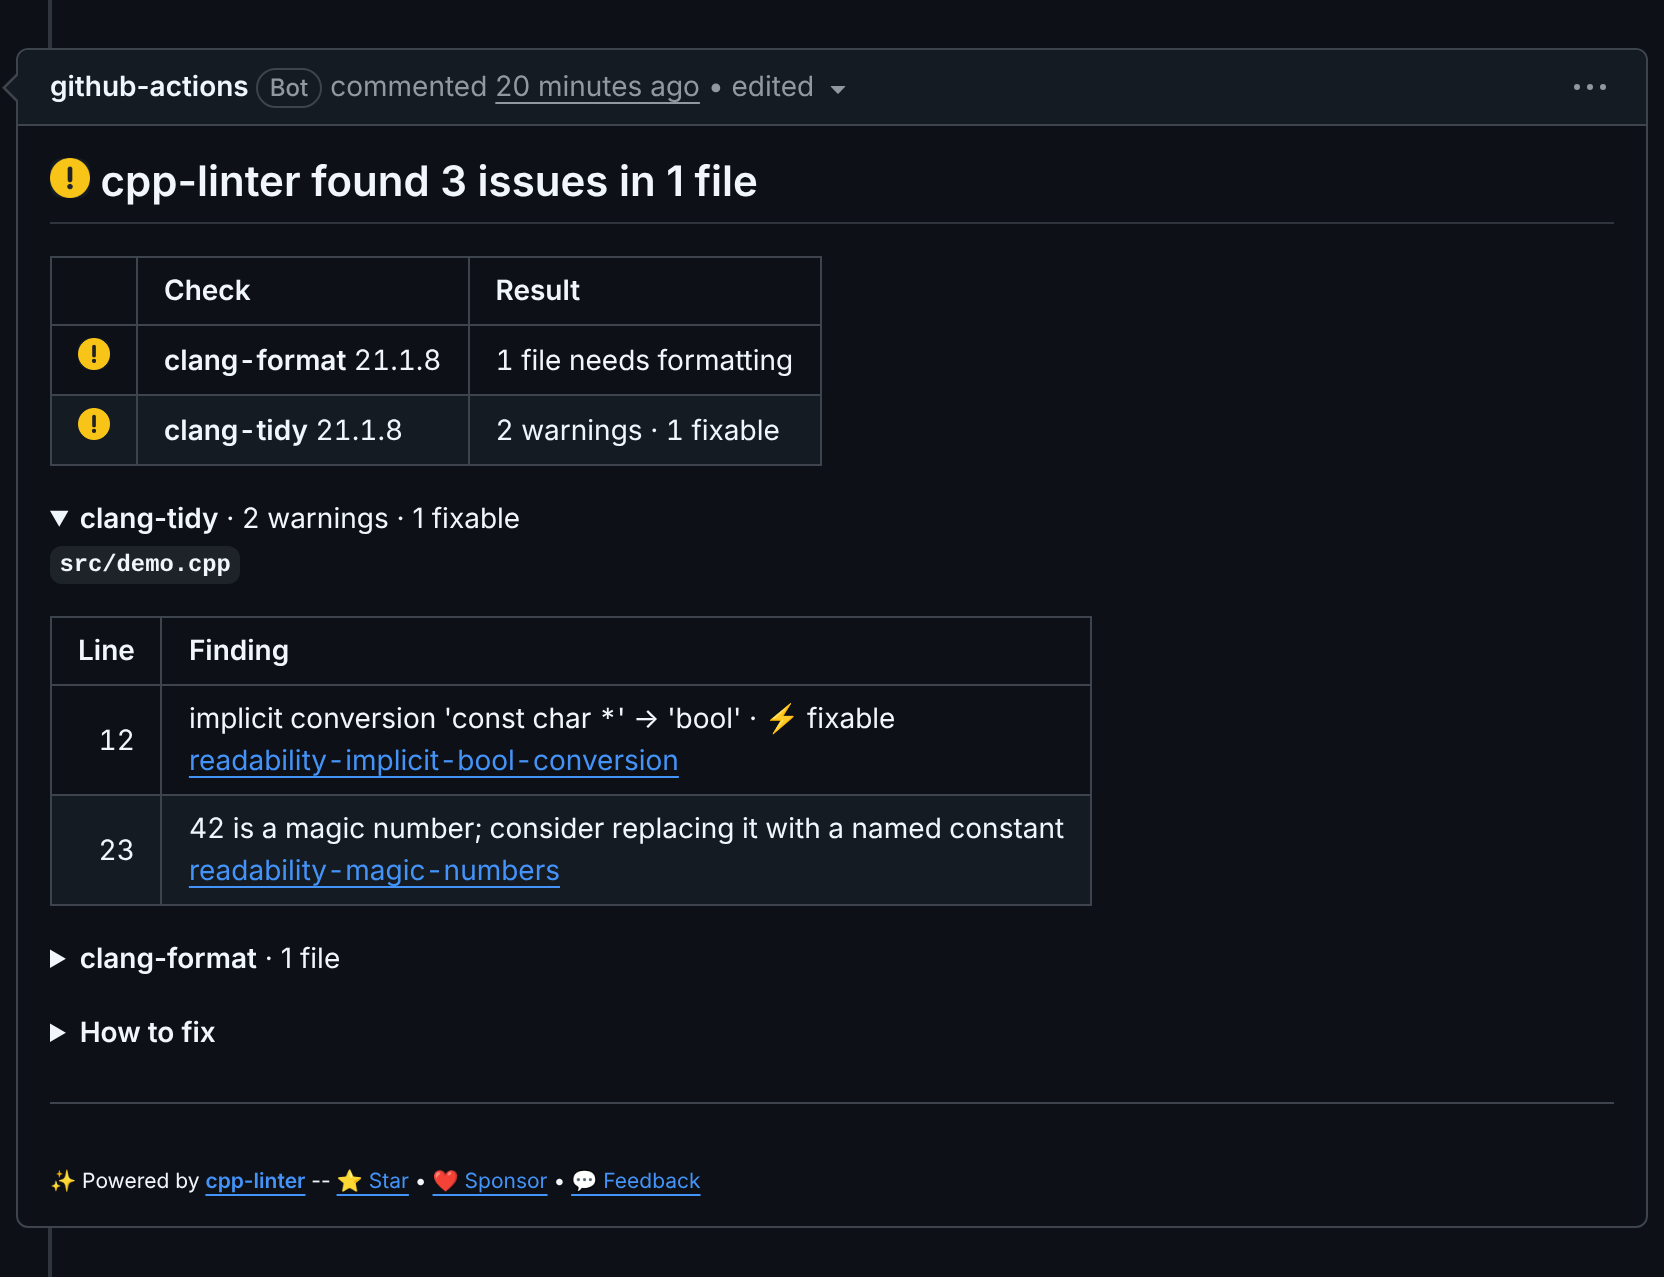 github-actions Bot commented 20 minutes ago • edited
cpp-linter found 3 issues in 1 file
Check Result
clang-format 21.1.8 1 file needs formatting
clang-tidy 21.1.8 2 warnings · 1 fixable
clang-tidy · 2 warnings · 1 fixable
src/demo.cpp
Line Finding
12 implicit conversion 'const char *' → 'bool' · ⚡ fixable
readability-implicit-bool-conversion
23 42 is a magic number; consider replacing it with a named constant
readability-magic-numbers
clang-format · 1 file
How to fix
✨ Powered by cpp-linter -- ⭐ Star • ❤️ Sponsor • 💬 Feedback